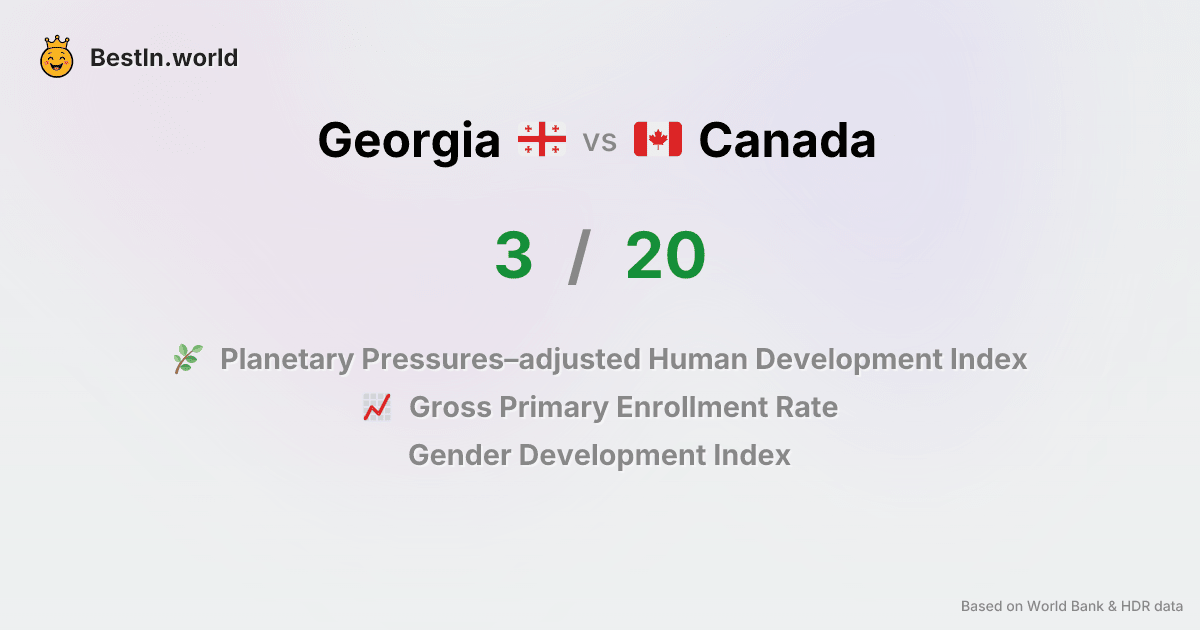 BestIn.world
Georgia vs Canada
3 / 20
Planetary Pressures–adjusted Human Development Index
Gross Primary Enrollment Rate
Gender Development Index
Based on World Bank & HDR data